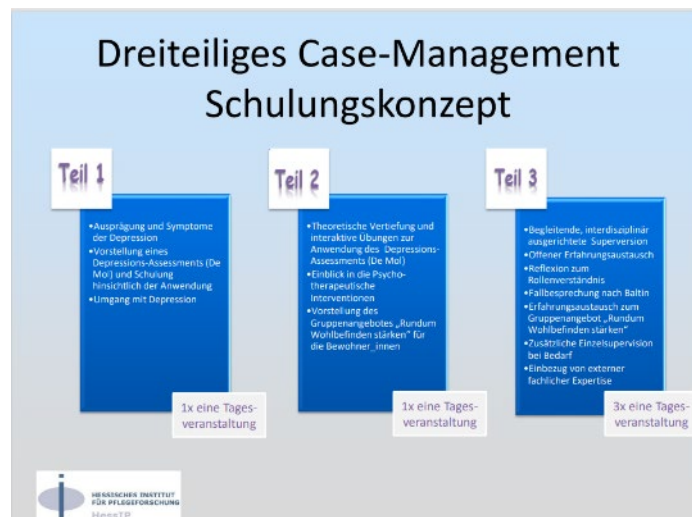 Dreiteiliges Case-Management
Schulungskonzept
Teil 1
•Ausprägung und Symptome
der Depression
•Vorstellung eines
Depressions-Assessments (De
Mol) und Schulung
hinsichtlich der Anwendung
•Umgang mit Depression
1x eine Tages-
veranstaltung
Teil 2
•Theoretische Vertiefung und
interaktive Übungen zur
Anwendung des Depressions-
Assessments (De Mol)
•Einblick in die Psycho-
therapeutische
Interventionen
•Vorstellung des
Gruppenangebotes „Rundum
Wohlbefinden stärken" für
die Bewohner_innen
1x eine Tages-
veranstaltung
Teil 3
•Begleitende, interdisziplinär
ausgerichtete Superversion
•Offener Erfahrungsaustausch
•Reflexion zum
Rollenverständnis
•Fallbesprechung nach Baltin
•Erfahrungsaustausch zum
Gruppenangebot „Rundum
Wohlbefinden stärken"
•Zusätzliche Einzelsupervision
bei Bedarf
•Einbezug von externer
fachlicher Expertise
3x eine Tages-
veranstaltung
HESSISCHES INSTITUT
FÜR PFLEGEFORSCHUNG